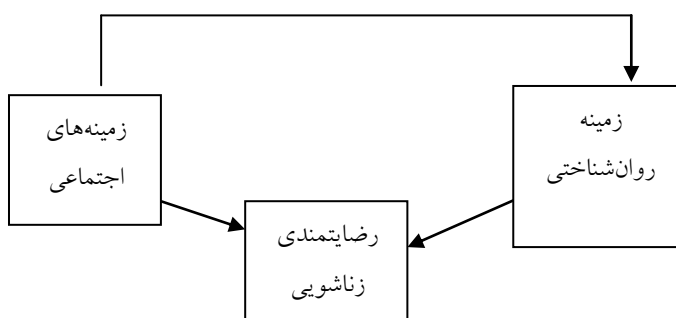 زمینه
روان‌شناختی
زمینه‌های
اجتماعی
رضایتمندی
زناشویی